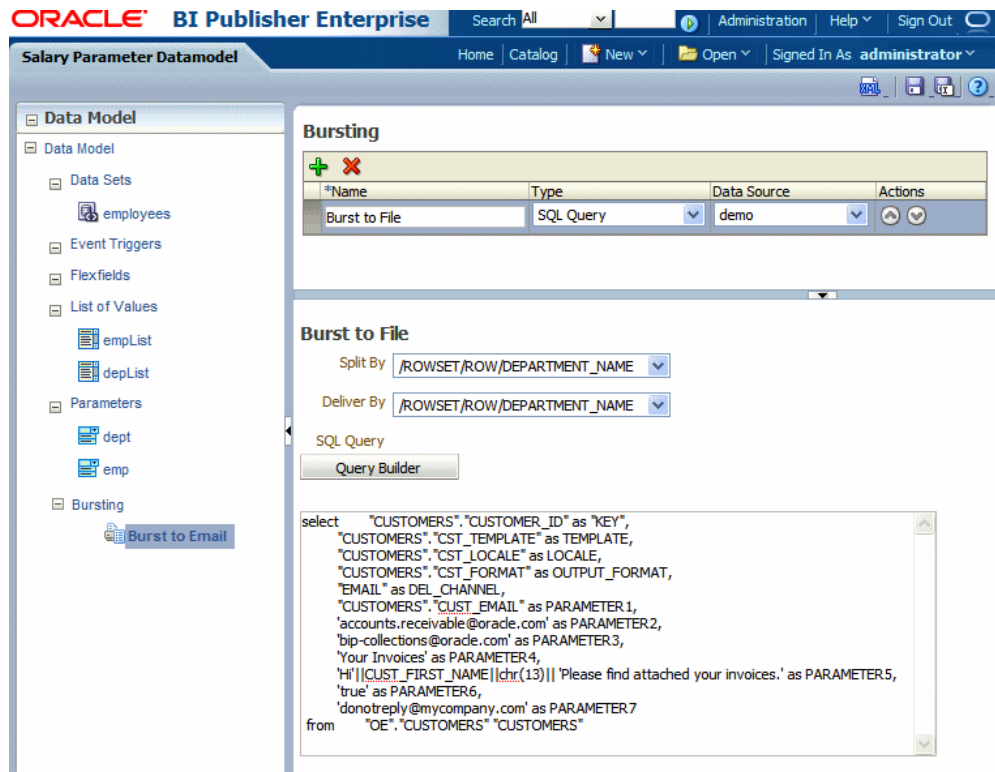 ORACLE' BI Publisher Enterprise Search All Administration Help Sign Out
Salary Parameter Datamodel Home Catalog New Open Signed In As administrator
XML
Data Model
Data Model
Data Sets
employees
Event Triggers
Flexfields
List of Values
empList
depList
Parameters
dept
emp
Bursting
Burst to Email
Bursting
*Name Type Data Source Actions
Burst to File SQL Query demo
Burst to File
Split By /ROWSET/ROW/DEPARTMENT_NAME
Deliver By /ROWSET/ROW/DEPARTMENT_NAME
SQL Query
Query Builder
select "CUSTOMERS"."CUSTOMER_ID" as "KEY",
"CUSTOMERS"."CST_TEMPLATE" as TEMPLATE,
"CUSTOMERS"."CST_LOCALE" as LOCALE,
"CUSTOMERS"."CST_FORMAT" as OUTPUT_FORMAT,
"EMAIL" as DEL_CHANNEL,
"CUSTOMERS"."CUST_EMAIL" as PARAMETER1,
'accounts.receivable@oracle.com' as PARAMETER2,
'bip-collections@oracle.com' as PARAMETER3,
'Your Invoices' as PARAMETER4,
'Hi'||CUST_FIRST_NAME||chr(13)|| 'Please find attached your invoices.' as PARAMETER5,
'true' as PARAMETER6,
'donotreply@mycompany.com' as PARAMETER7
from "OE"."CUSTOMERS" "CUSTOMERS"